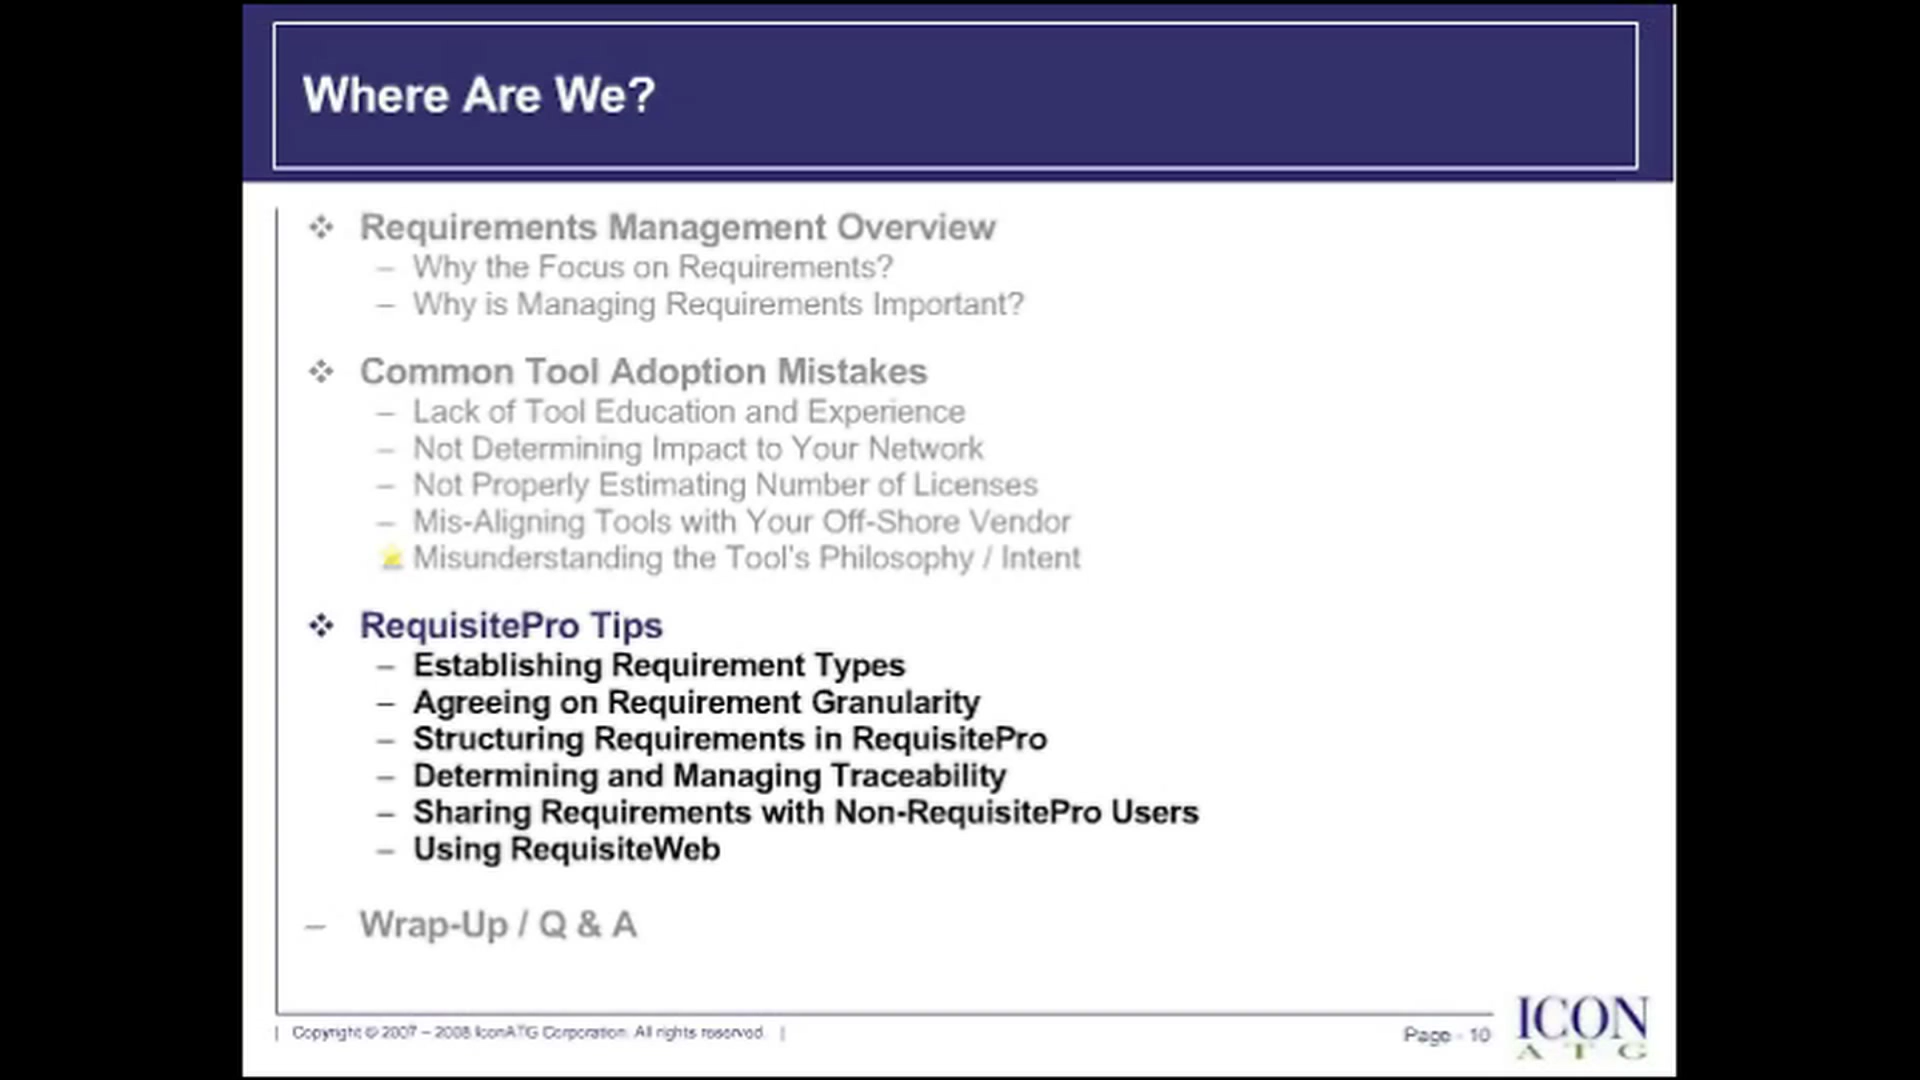 Where Are We?
❖ Requirements Management Overview
– Why the Focus on Requirements?
– Why is Managing Requirements Important?
❖ Common Tool Adoption Mistakes
– Lack of Tool Education and Experience
– Not Determining Impact to Your Network
– Not Properly Estimating Number of Licenses
– Mis-Aligning Tools with Your Off-Shore Vendor
Misunderstanding the Tool's Philosophy / Intent
❖ RequisitePro Tips
– Establishing Requirement Types
– Agreeing on Requirement Granularity
– Structuring Requirements in RequisitePro
– Determining and Managing Traceability
– Sharing Requirements with Non-RequisitePro Users
– Using RequisiteWeb
– Wrap-Up / Q & A
| Copyright © 2007 – 2008 IconATG Corporation. All rights reserved. |
Page - 10
ICON
ATG